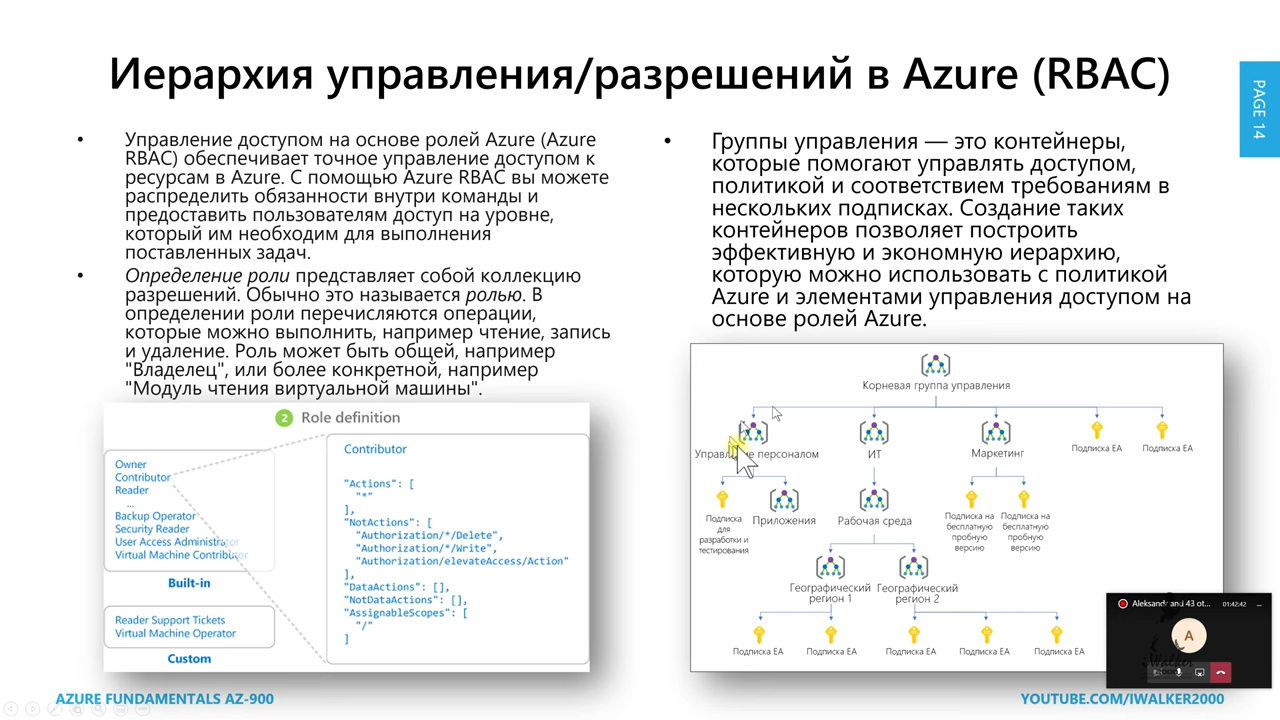 Иерархия управления/разрешений в Azure (RBAC)
PAGE 14
• Управление доступом на основе ролей Azure (Azure
RBAC) обеспечивает точное управление доступом к
ресурсам в Azure. С помощью Azure RBAC вы можете
распределить обязанности внутри команды и
предоставить пользователям доступ на уровне,
который им необходим для выполнения
поставленных задач.
• Определение роли представляет собой коллекцию
разрешений. Обычно это называется ролью. В
определении роли перечисляются операции,
которые можно выполнить, например чтение, запись
и удаление. Роль может быть общей, например
"Владелец", или более конкретной, например
"Модуль чтения виртуальной машины".
2 Role definition
Owner
Contributor
Reader
...
Backup Operator
Security Reader
User Access Administrator
Virtual Machine Contributor
Built-in
Reader Support Tickets
Virtual Machine Operator
Custom
Contributor
"Actions": [
"*"
],
"NotActions": [
"Authorization/*/Delete",
"Authorization/*/Write",
"Authorization/elevateAccess/Action"
],
"DataActions": [],
"NotDataActions": [],
"AssignableScopes": [
"/"
]
• Группы управления — это контейнеры,
которые помогают управлять доступом,
политикой и соответствием требованиям в
нескольких подписках. Создание таких
контейнеров позволяет построить
эффективную и экономную иерархию,
которую можно использовать с политикой
Azure и элементами управления доступом на
основе ролей Azure.
Корневая группа управления
Управление персоналом
ИТ
Маркетинг
Подписка EA
Подписка EA
Подписка
для
разработки и
тестирования
Приложения
Рабочая среда
Подписка на
бесплатную
пробную
версию
Подписка на
бесплатную
пробную
версию
Географический
регион 1
Географический
регион 2
Подписка EA
Подписка EA
Подписка EA
Подписка EA
Подписка EA
Aleksandr and 43 ot...
01:42:42
...
A
iWalker
AZURE FUNDAMENTALS AZ-900
YOUTUBE.COM/IWALKER2000